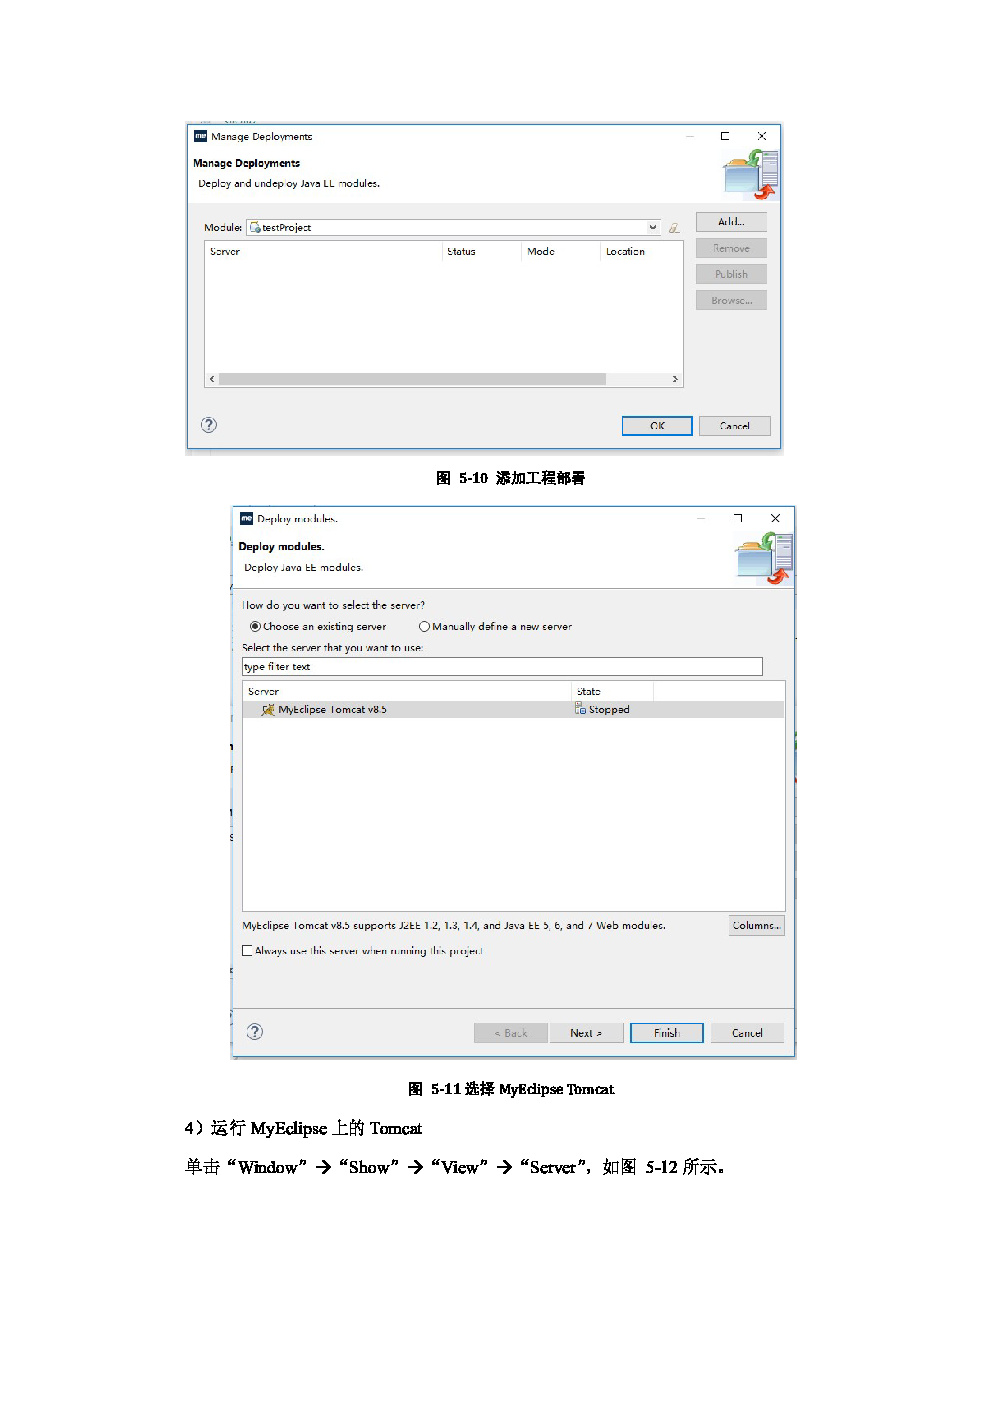 Manage Deployments
Manage Deployments
Deploy and undeploy Java EE modules.
Module: testProject
Add...
Server Status Mode Location
Remove
Publish
Browse...
OK Cancel
图 5-10 添加工程部署
Deploy modules.
Deploy modules.
Deploy Java EE modules.
How do you want to select the server?
Choose an existing server Manually define a new server
Select the server that you want to use:
type filter text
Server State
MyEclipse Tomcat v8.5 Stopped
MyEclipse Tomcat v8.5 supports J2EE 1.2, 1.3, 1.4, and Java EE 5, 6, and 7 Web modules. Columns...
Always use this server when running this project
< Back Next > Finish Cancel
图 5-11选择 MyEclipse Tomcat
4）运行 MyEclipse 上的 Tomcat
单击“Window”→“Show”→“View”→“Server”，如图 5-12 所示。